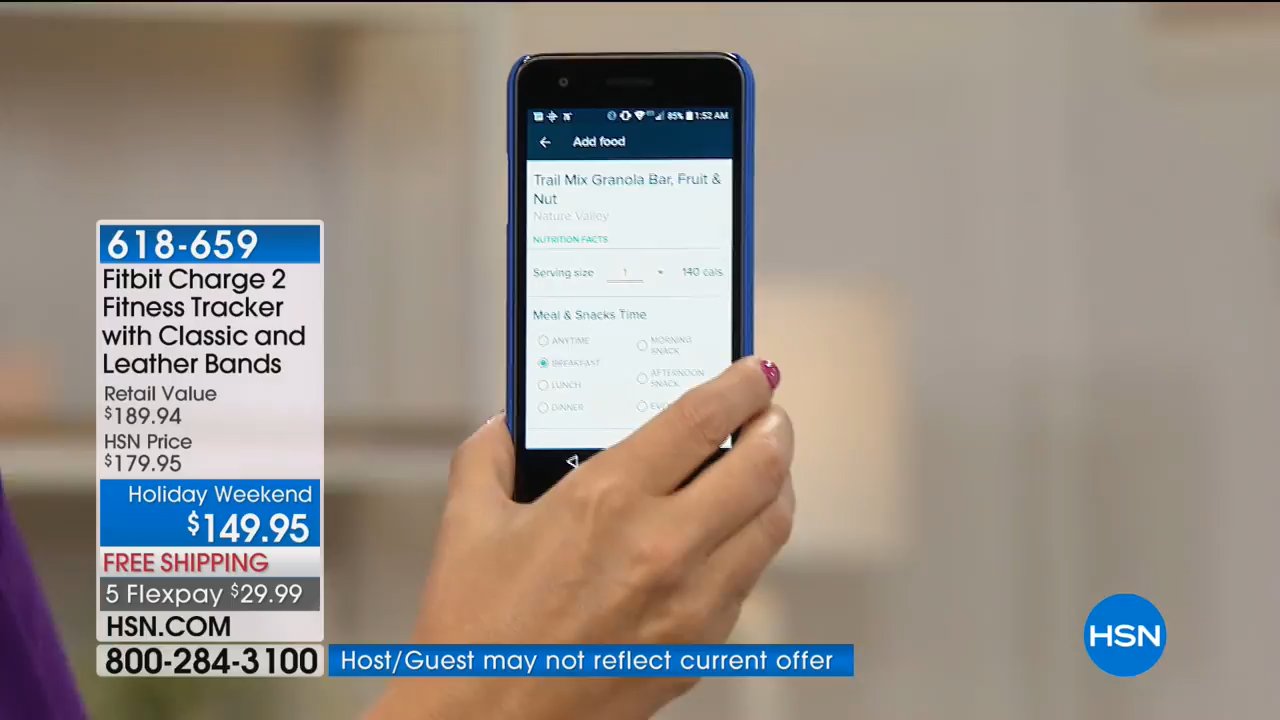 85% 1:52 AM
Add food
Trail Mix Granola Bar, Fruit &
Nut
Nature Valley
NUTRITION FACTS
Serving size 1 140 cals
Meal & Snacks Time
ANYTIME
MORNING
SNACK
BREAKFAST
AFTERNOON
SNACK
LUNCH
DINNER
618-659
Fitbit Charge 2
Fitness Tracker
with Classic and
Leather Bands
Retail Value
$189.94
HSN Price
$179.95
Holiday Weekend
$149.95
FREE SHIPPING
5 Flexpay $29.99
HSN.COM
800-284-3100
Host/Guest may not reflect current offer
HSN